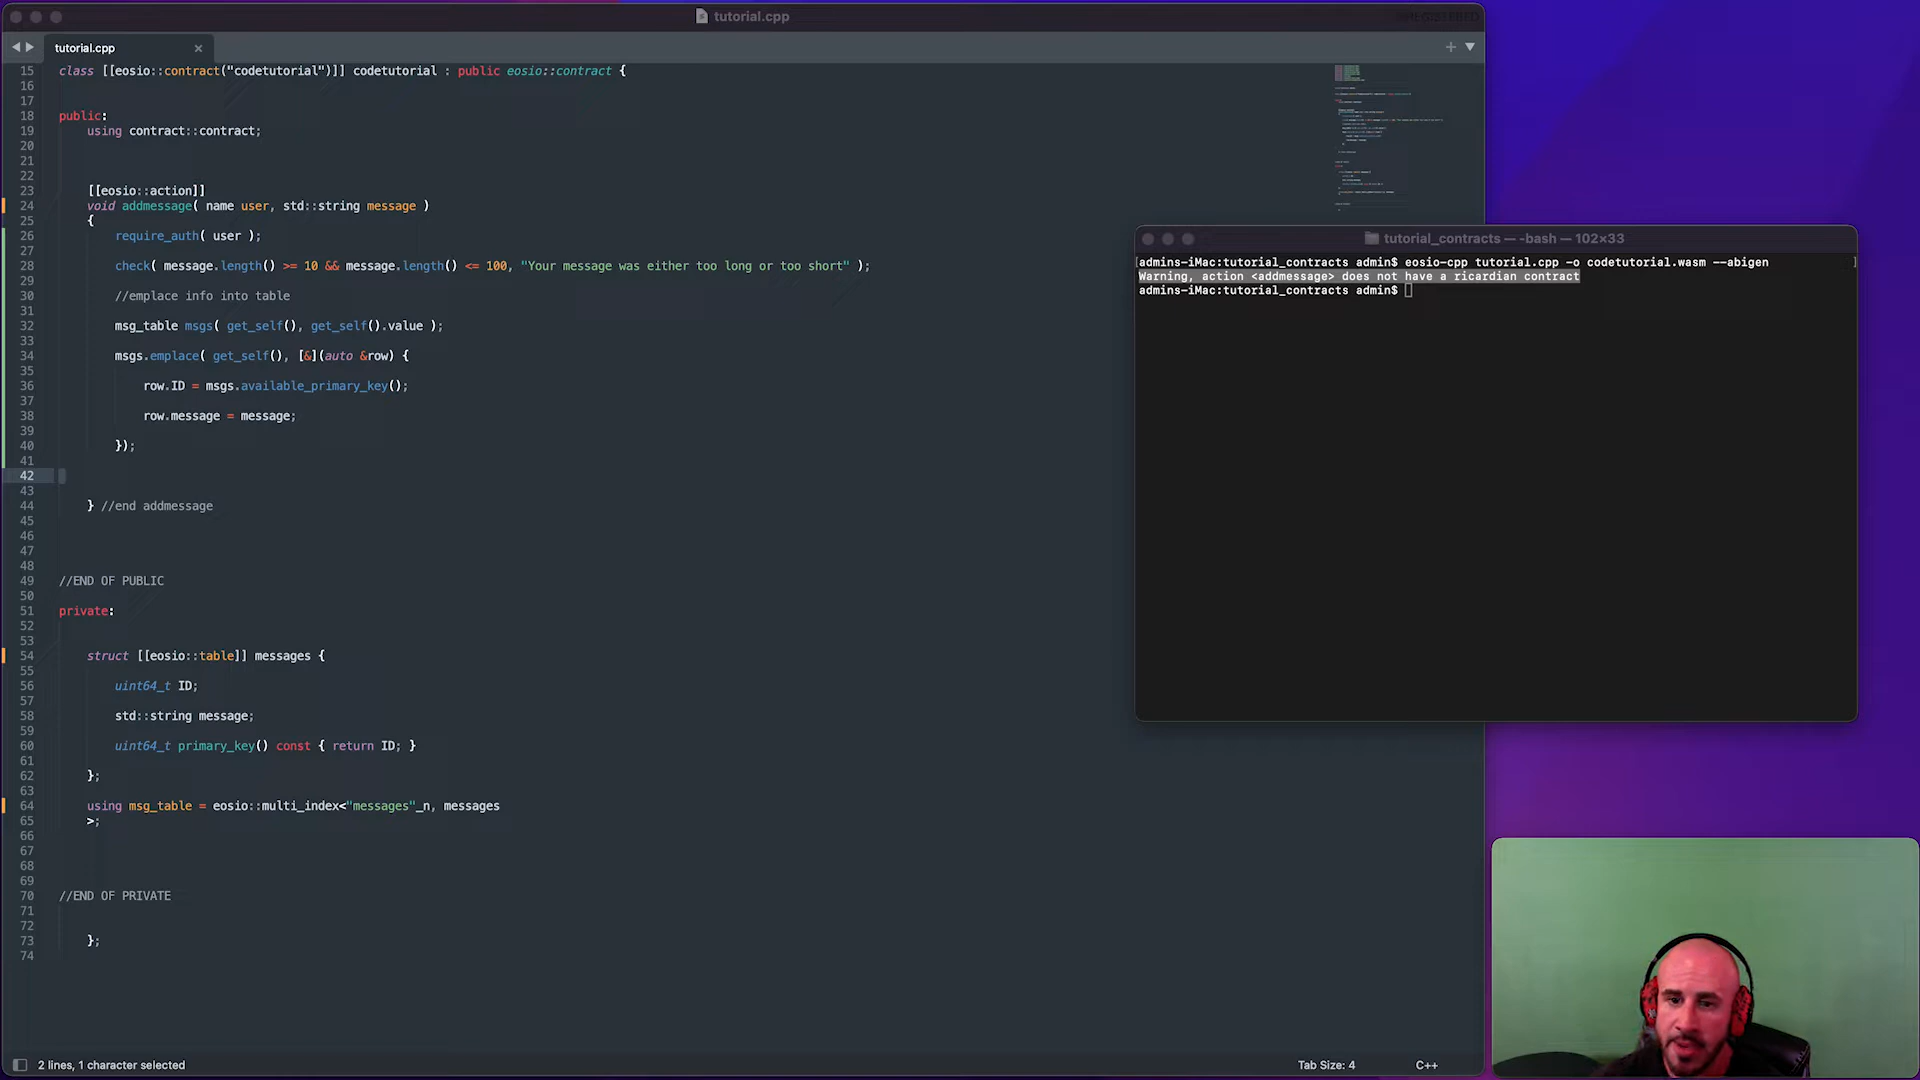 tutorial.cpp
tutorial.cpp
15 class [[eosio::contract("codetutorial")]] codetutorial : public eosio::contract {
16
17
18 public:
19 using contract::contract;
20
21
22
23 [[eosio::action]]
24 void addmessage( name user, std::string message )
25 {
26 require_auth( user );
27
28 check( message.length() >= 10 && message.length() <= 100, "Your message was either too long or too short" );
29
30 //emplace info into table
31
32 msg_table msgs( get_self(), get_self().value );
33
34 msgs.emplace( get_self(), [&](auto &row) {
35
36 row.ID = msgs.available_primary_key();
37
38 row.message = message;
39
40 });
41
42
43
44 } //end addmessage
45
46
47
48
49 //END OF PUBLIC
50
51 private:
52
53
54 struct [[eosio::table]] messages {
55
56 uint64_t ID;
57
58 std::string message;
59
60 uint64_t primary_key() const { return ID; }
61
62 };
63
64 using msg_table = eosio::multi_index<"messages"_n, messages
65 >;
66
67
68
69
70 //END OF PRIVATE
71
72
73 };
74
2 lines, 1 character selected
Tab Size: 4
C++
tutorial_contracts — -bash — 102×33
admins-iMac:tutorial_contracts admin$ eosio-cpp tutorial.cpp -o codetutorial.wasm --abigen
Warning, action <addmessage> does not have a ricardian contract
admins-iMac:tutorial_contracts admin$